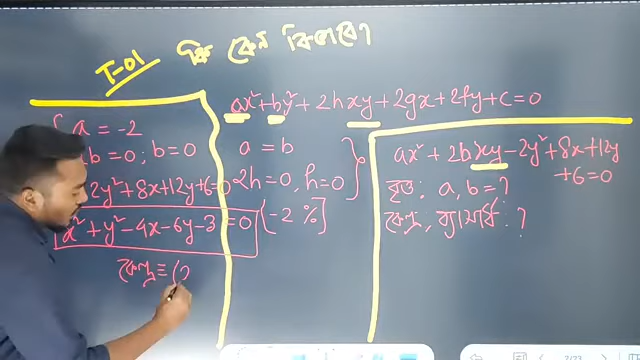 T-01 কি কেন কিভাবে?
ax² + by² + 2hxy + 2gx + 2fy + c = 0
a = -2
b = 0; b = 0
2y² + 8x + 12y + 6 = 0
x² + y² - 4x - 6y - 3 = 0
কেন্দ্র ≡ (2
a = b
2h = 0, h = 0
(-2 %]
ax² + 2bxy - 2y² + 8x + 12y
+ 6 = 0
বৃত্ত: a, b = ?
কেন্দ্র, ব্যাসার্ধ: ?